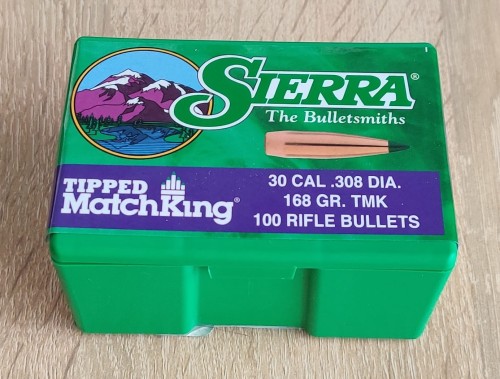 SIERRA®
The Bulletsmiths
TIPPED
MatchKing®
30 CAL .308 DIA.
168 GR. TMK
100 RIFLE BULLETS